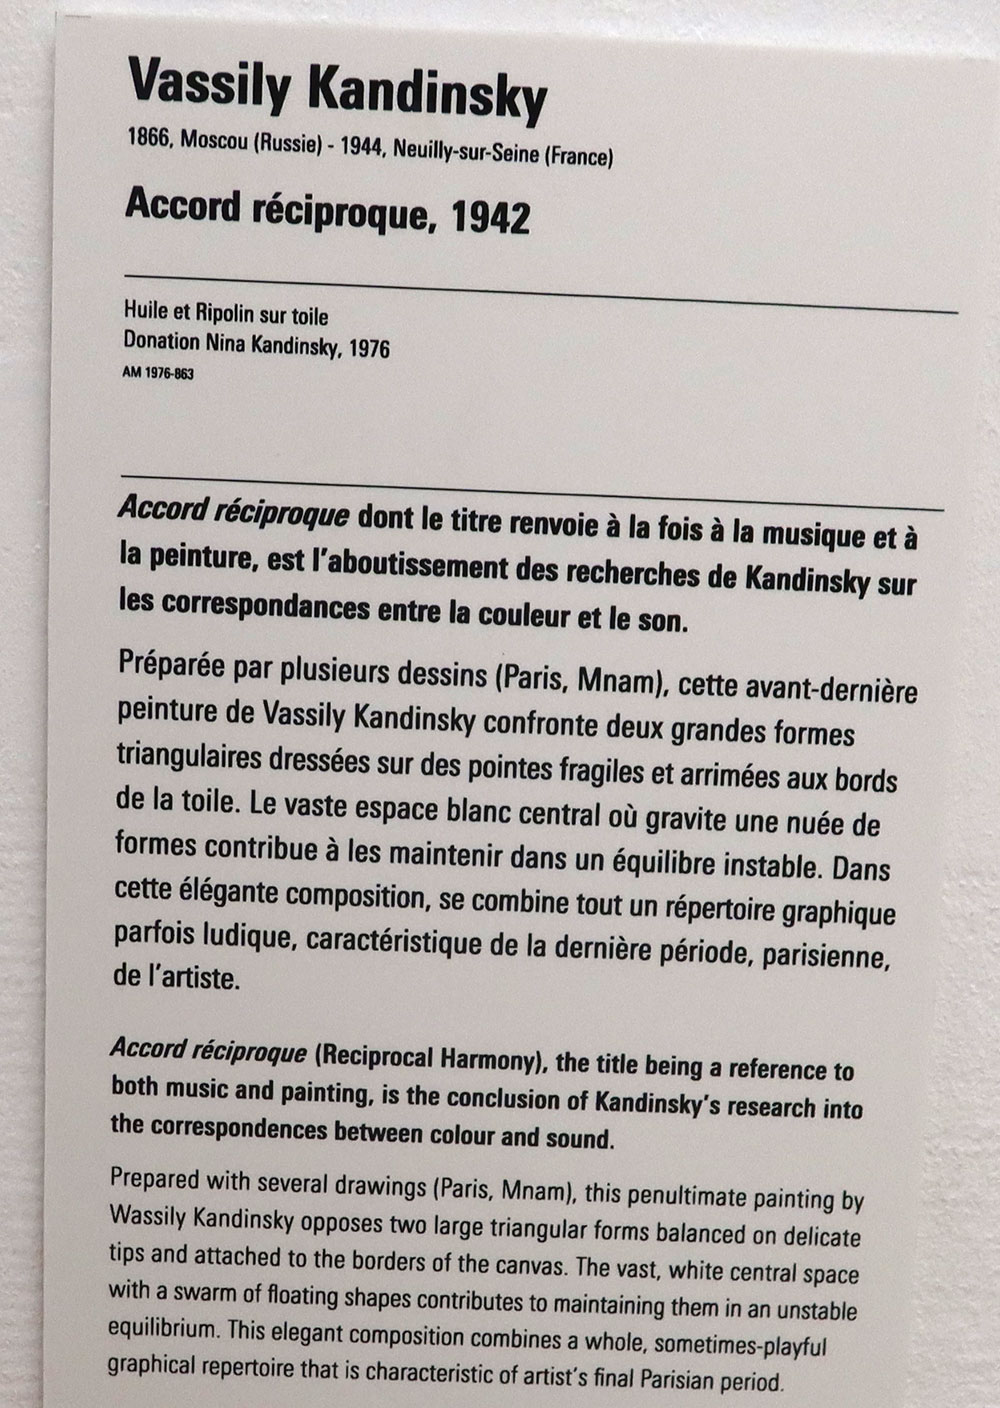 Vassily Kandinsky
1866, Moscou (Russie) - 1944, Neuilly-sur-Seine (France)
Accord réciproque, 1942
Huile et Ripolin sur toile
Donation Nina Kandinsky, 1976
AM 1976-863
Accord réciproque dont le titre renvoie à la fois à la musique et à
la peinture, est l'aboutissement des recherches de Kandinsky sur
les correspondances entre la couleur et le son.
Préparée par plusieurs dessins (Paris, Mnam), cette avant-dernière
peinture de Vassily Kandinsky confronte deux grandes formes
triangulaires dressées sur des pointes fragiles et arrimées aux bords
de la toile. Le vaste espace blanc central où gravite une nuée de
formes contribue à les maintenir dans un équilibre instable. Dans
cette élégante composition, se combine tout un répertoire graphique
parfois ludique, caractéristique de la dernière période, parisienne,
de l'artiste.
Accord réciproque (Reciprocal Harmony), the title being a reference to
both music and painting, is the conclusion of Kandinsky's research into
the correspondences between colour and sound.
Prepared with several drawings (Paris, Mnam), this penultimate painting by
Wassily Kandinsky opposes two large triangular forms balanced on delicate
tips and attached to the borders of the canvas. The vast, white central space
with a swarm of floating shapes contributes to maintaining them in an unstable
equilibrium. This elegant composition combines a whole, sometimes-playful
graphical repertoire that is characteristic of artist's final Parisian period.